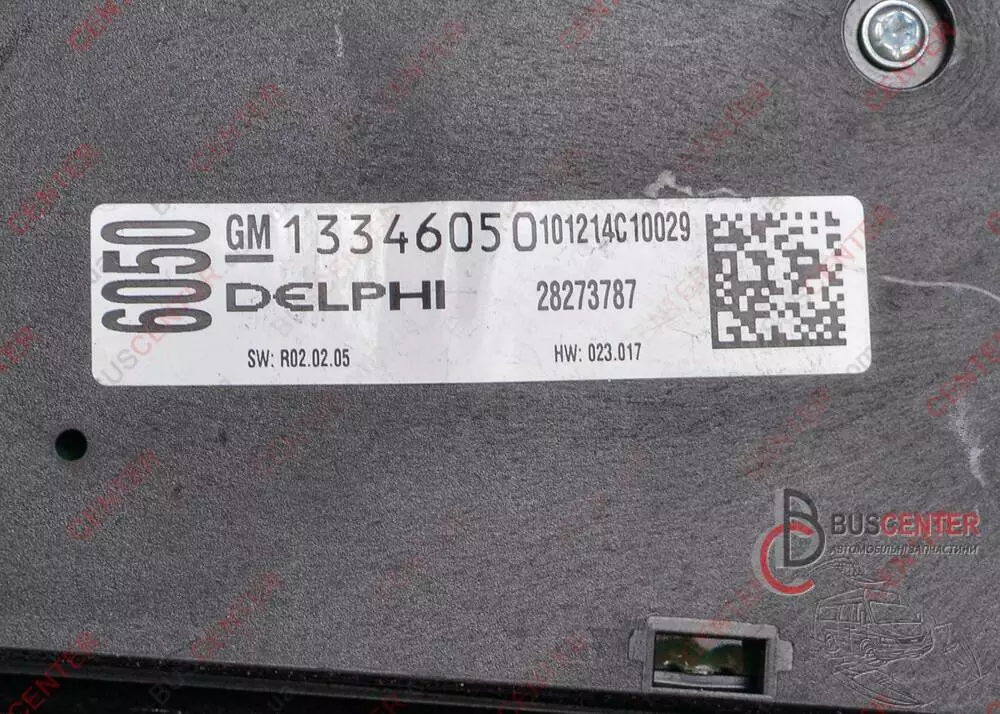 6050
GM 13346050 101214C10029
DELPHI 28273787
SW: R02.02.05 HW: 023.017
BUSCENTER
АВТОМОБІЛЬНІ ЗАПЧАСТИНИ